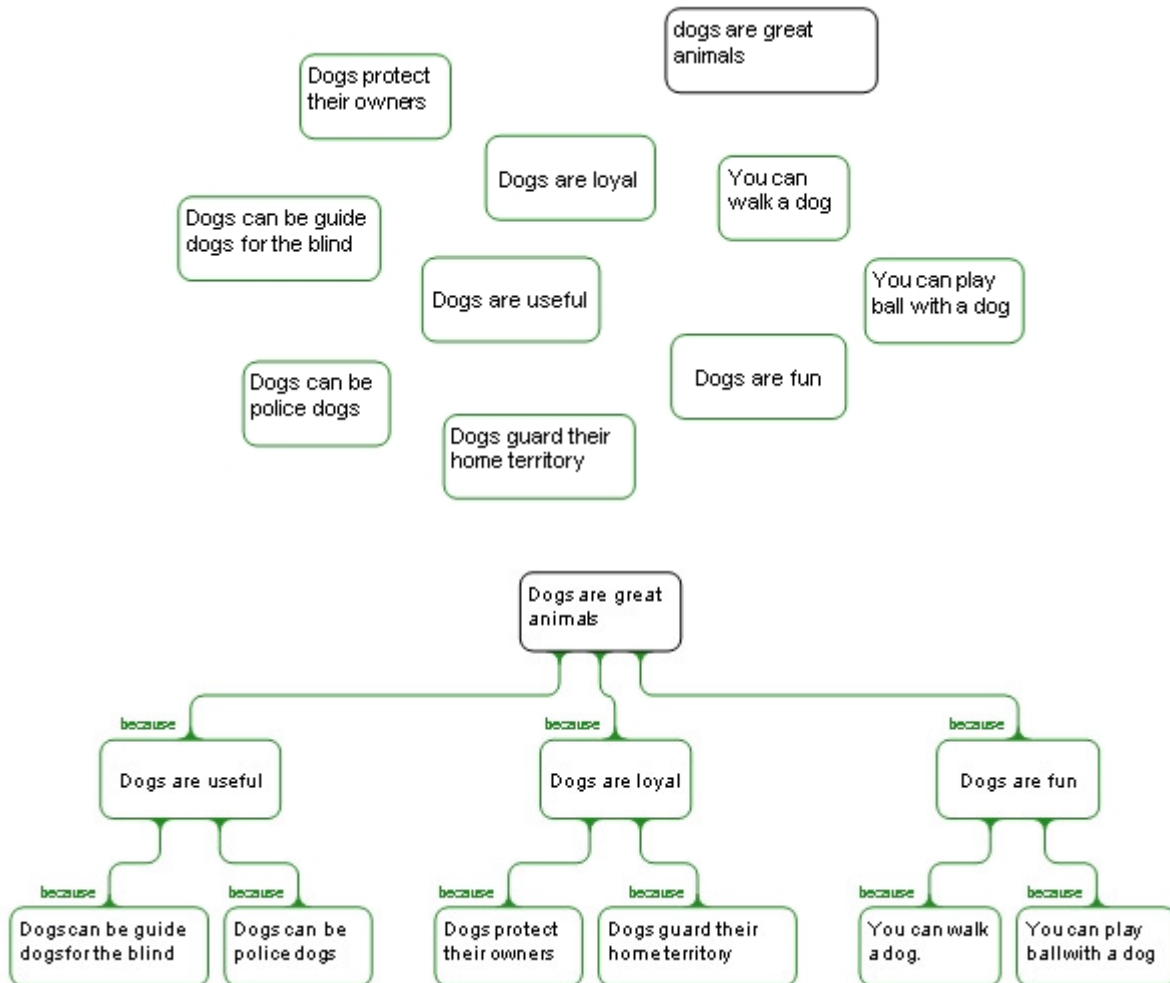 dogs are great
animals
Dogs protect
their owners
Dogs are loyal
You can
walk a dog
Dogs can be guide
dogs for the blind
Dogs are useful
You can play
ball with a dog
Dogs are fun
Dogs can be
police dogs
Dogs guard their
home territory
Dogs are great
animals
because
because
because
Dogs are useful
Dogs are loyal
Dogs are fun
because
because
because
because
because
because
Dogs can be guide
dogs for the blind
Dogs can be
police dogs
Dogs protect
their owners
Dogs guard their
home territory
You can walk
a dog.
You can play
ball with a dog